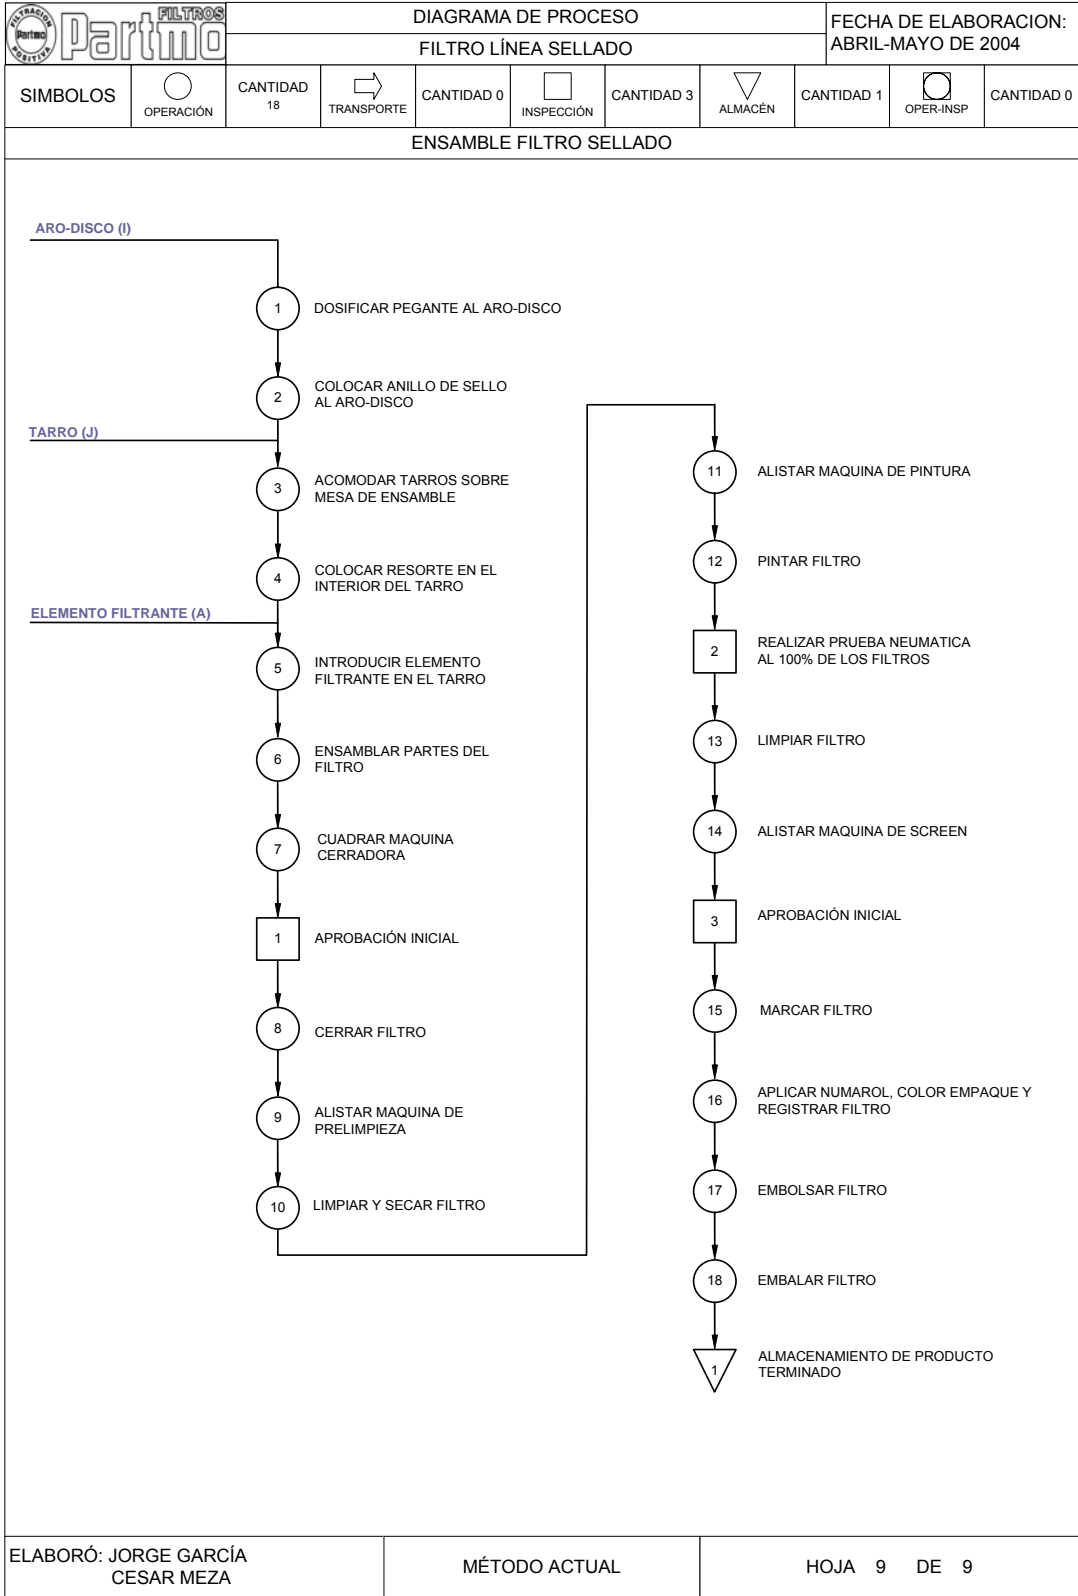 FILTRACION
Partmo
POSITIVA
FILTROS
Partmo
DIAGRAMA DE PROCESO
FILTRO LÍNEA SELLADO
FECHA DE ELABORACION:
ABRIL-MAYO DE 2004
SIMBOLOS
OPERACIÓN
CANTIDAD
18
TRANSPORTE
CANTIDAD 0
INSPECCIÓN
CANTIDAD 3
ALMACÉN
CANTIDAD 1
OPER-INSP
CANTIDAD 0
ENSAMBLE FILTRO SELLADO
ARO-DISCO (I)
1
DOSIFICAR PEGANTE AL ARO-DISCO
2
COLOCAR ANILLO DE SELLO
AL ARO-DISCO
TARRO (J)
3
ACOMODAR TARROS SOBRE
MESA DE ENSAMBLE
4
COLOCAR RESORTE EN EL
INTERIOR DEL TARRO
ELEMENTO FILTRANTE (A)
5
INTRODUCIR ELEMENTO
FILTRANTE EN EL TARRO
6
ENSAMBLAR PARTES DEL
FILTRO
7
CUADRAR MAQUINA
CERRADORA
1
APROBACIÓN INICIAL
8
CERRAR FILTRO
9
ALISTAR MAQUINA DE
PRELIMPIEZA
10
LIMPIAR Y SECAR FILTRO
11
ALISTAR MAQUINA DE PINTURA
12
PINTAR FILTRO
2
REALIZAR PRUEBA NEUMATICA
AL 100% DE LOS FILTROS
13
LIMPIAR FILTRO
14
ALISTAR MAQUINA DE SCREEN
3
APROBACIÓN INICIAL
15
MARCAR FILTRO
16
APLICAR NUMAROL, COLOR EMPAQUE Y
REGISTRAR FILTRO
17
EMBOLSAR FILTRO
18
EMBALAR FILTRO
1
ALMACENAMIENTO DE PRODUCTO
TERMINADO
ELABORÓ: JORGE GARCÍA
CESAR MEZA
MÉTODO ACTUAL
HOJA 9 DE 9